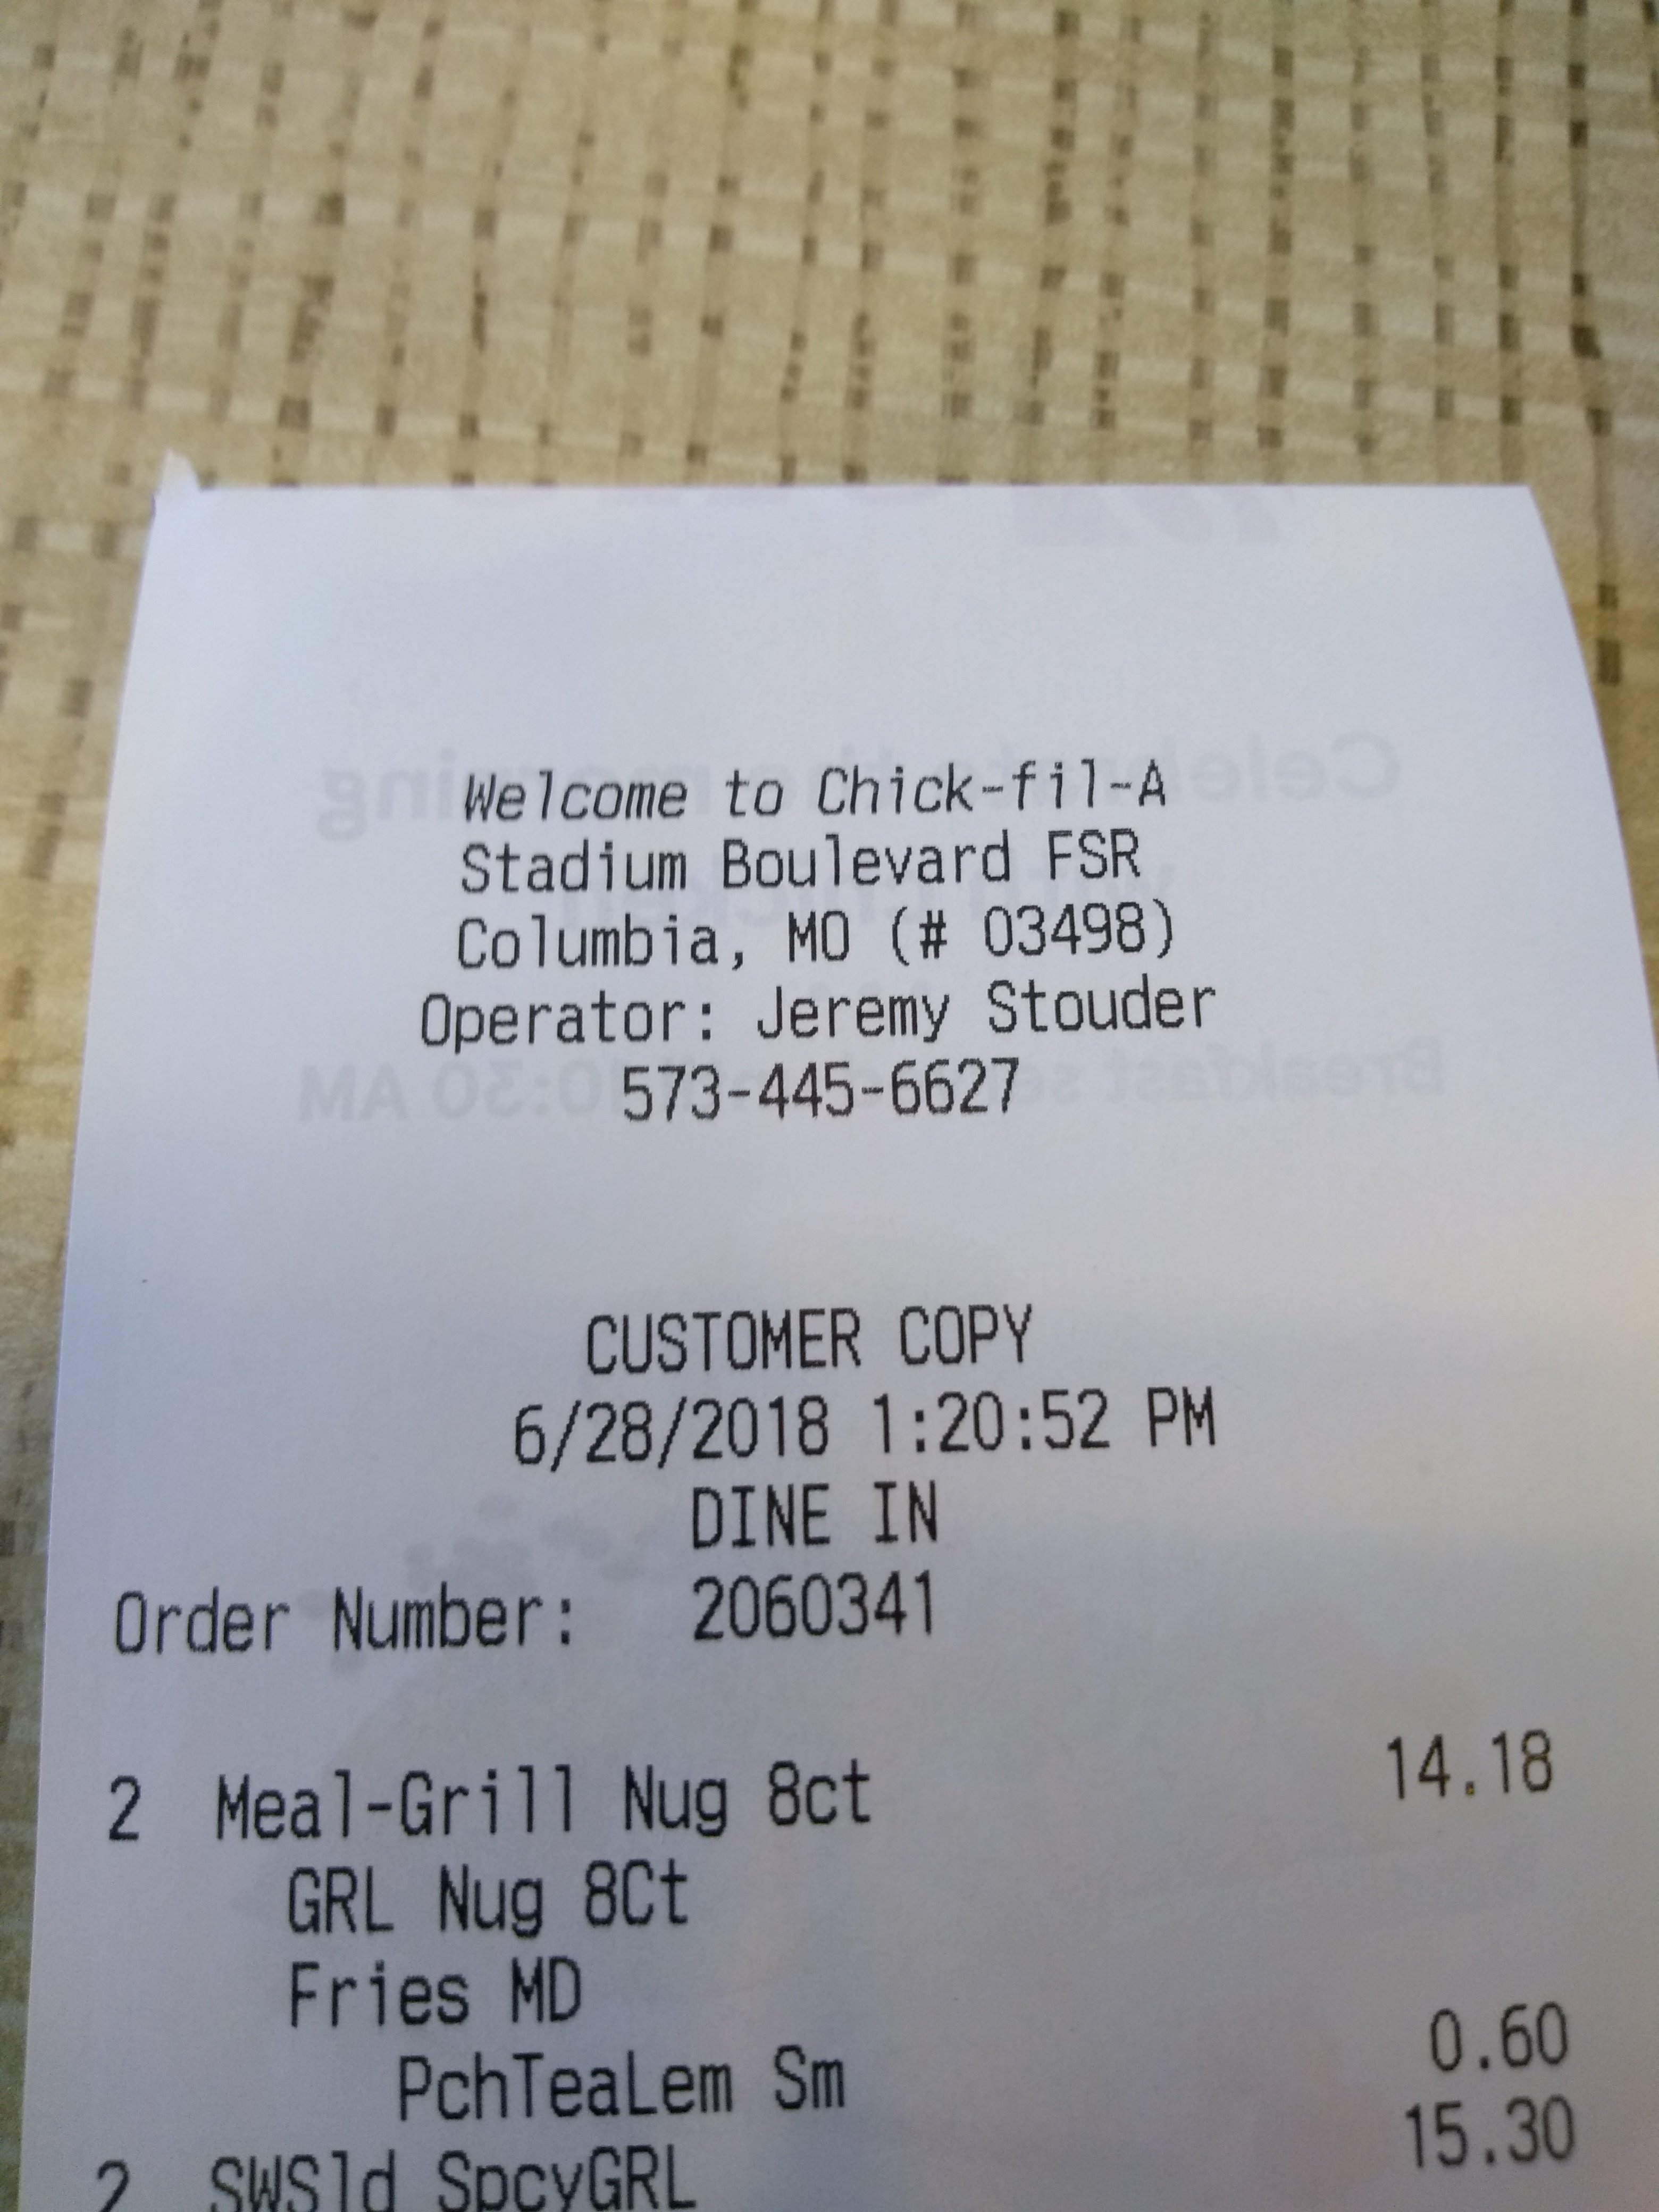 Welcome to Chick-fil-A
Stadium Boulevard FSR
Columbia, MO (# 03498)
Operator: Jeremy Stouder
573-445-6627
CUSTOMER COPY
6/28/2018 1:20:52 PM
DINE IN
Order Number: 2060341
2 Meal-Grill Nug 8ct 14.18
GRL Nug 8Ct
Fries MD
PchTeaLem Sm 0.60
2 SWSld SpcyGRL 15.30